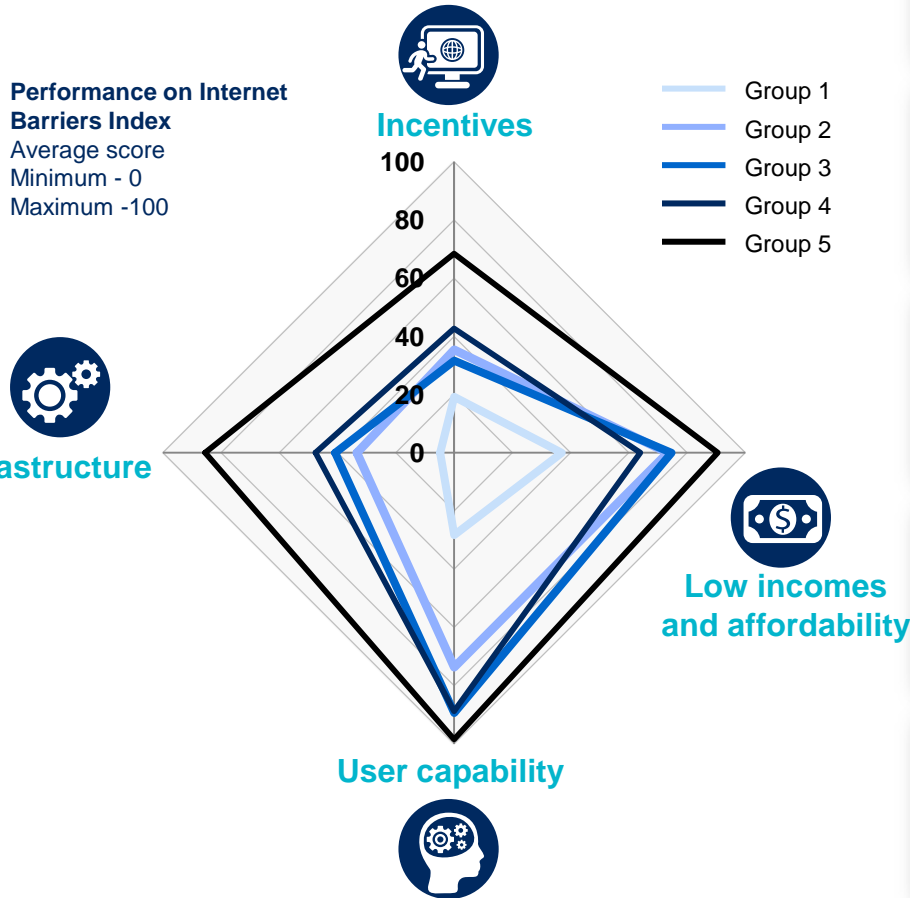 Performance on Internet
Barriers Index
Average score
Minimum - 0
Maximum -100
Incentives
Group 1
Group 2
Group 3
Group 4
Group 5
100
80
60
40
20
0
astructure
$
Low incomes
and affordability
User capability